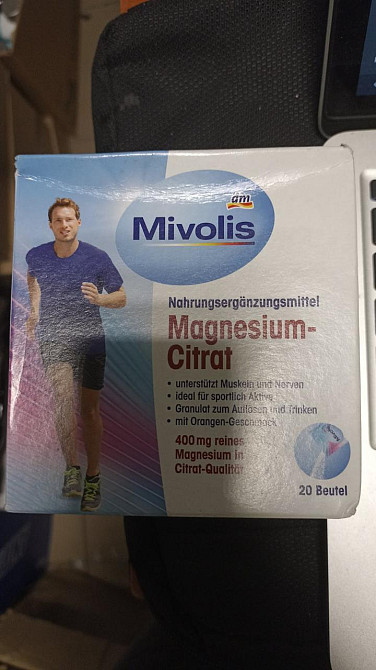 dm
Mivolis
Nahrungsergänzungsmittel
Magnesium-
Citrat
• unterstützt Muskeln und Nerven
• ideal für sportlich Aktive
• Granulat zum Auflösen und Trinken
• mit Orangen-Geschmack
400 mg reines
Magnesium in
Citrat-Qualität
20 Beutel